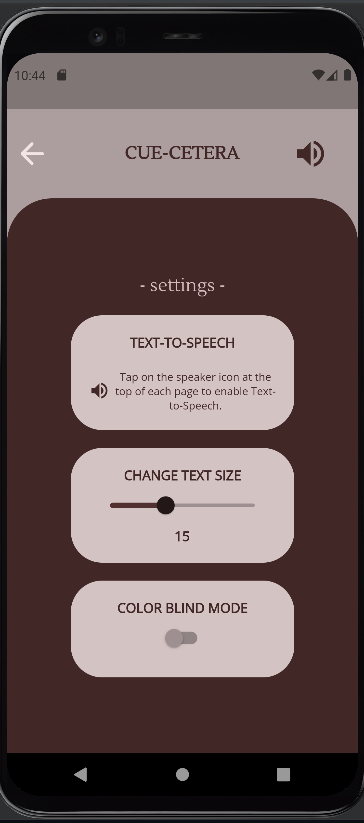 10:44
CUE-CETERA
- settings -
TEXT-TO-SPEECH
Tap on the speaker icon at the
top of each page to enable Text-
to-Speech.
CHANGE TEXT SIZE
15
COLOR BLIND MODE